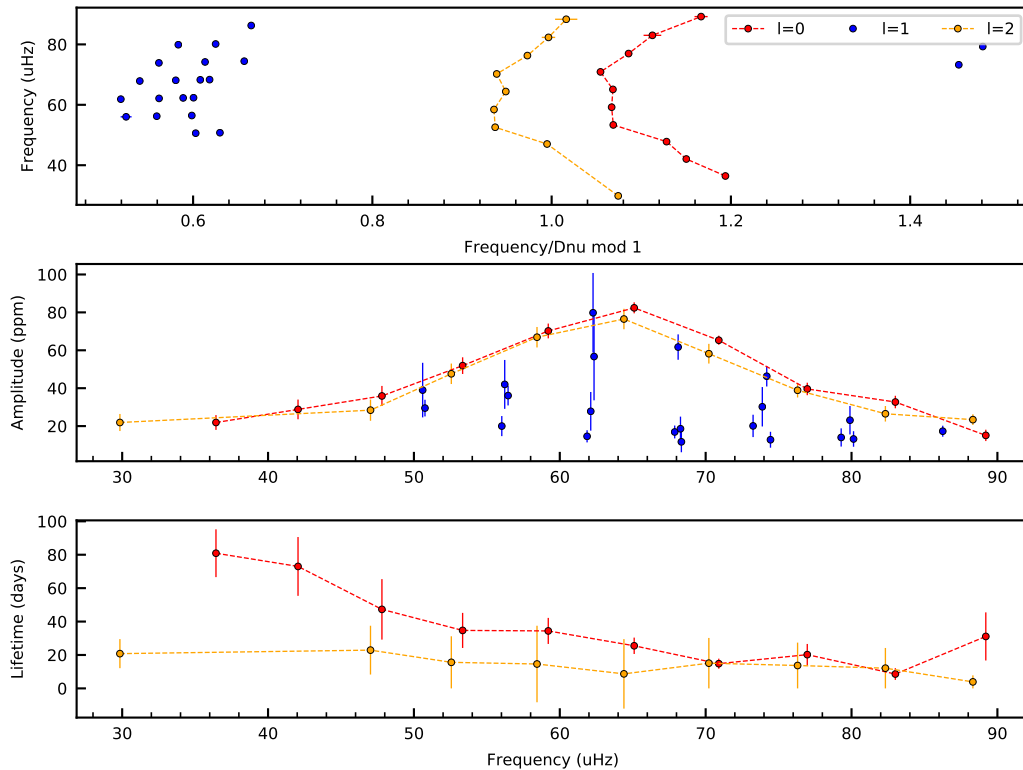 Frequency (uHz)
80
60
40
l=0 l=1 l=2
0.6 0.8 1.0 1.2 1.4
Frequency/Dnu mod 1
Amplitude (ppm)
100
80
60
40
20
30 40 50 60 70 80 90
Lifetime (days)
100
80
60
40
20
0
30 40 50 60 70 80 90
Frequency (uHz)